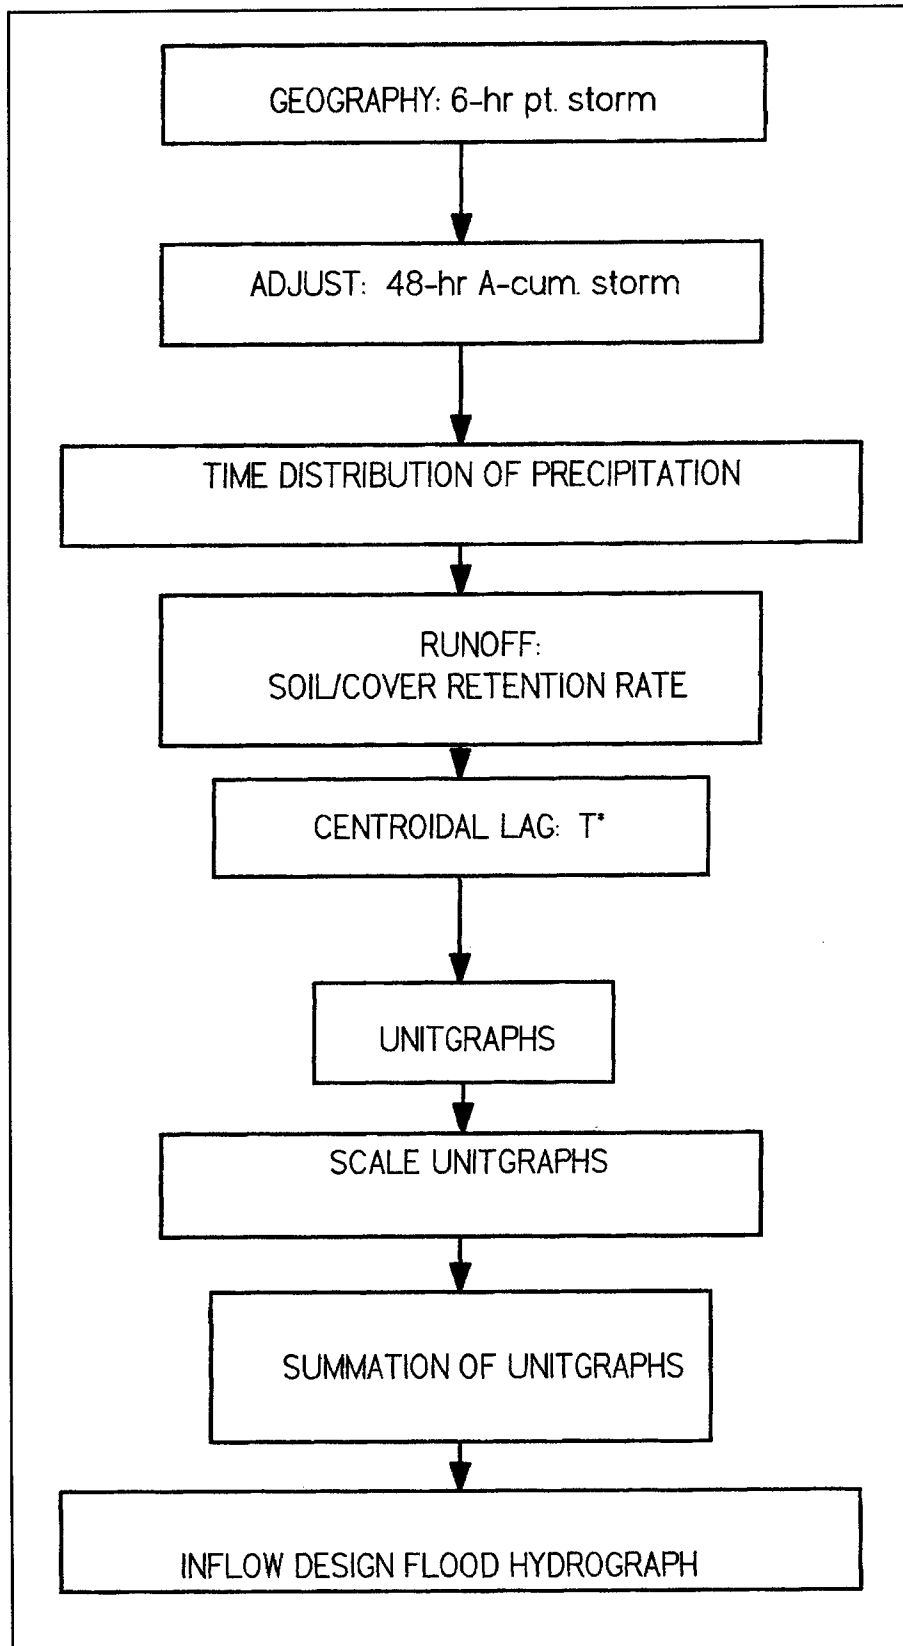 GEOGRAPHY: 6-hr pt. storm
ADJUST: 48-hr A-cum. storm
TIME DISTRIBUTION OF PRECIPITATION
RUNOFF:
SOIL/COVER RETENTION RATE
CENTROIDAL LAG: T*
UNITGRAPHS
SCALE UNITGRAPHS
SUMMATION OF UNITGRAPHS
INFLOW DESIGN FLOOD HYDROGRAPH